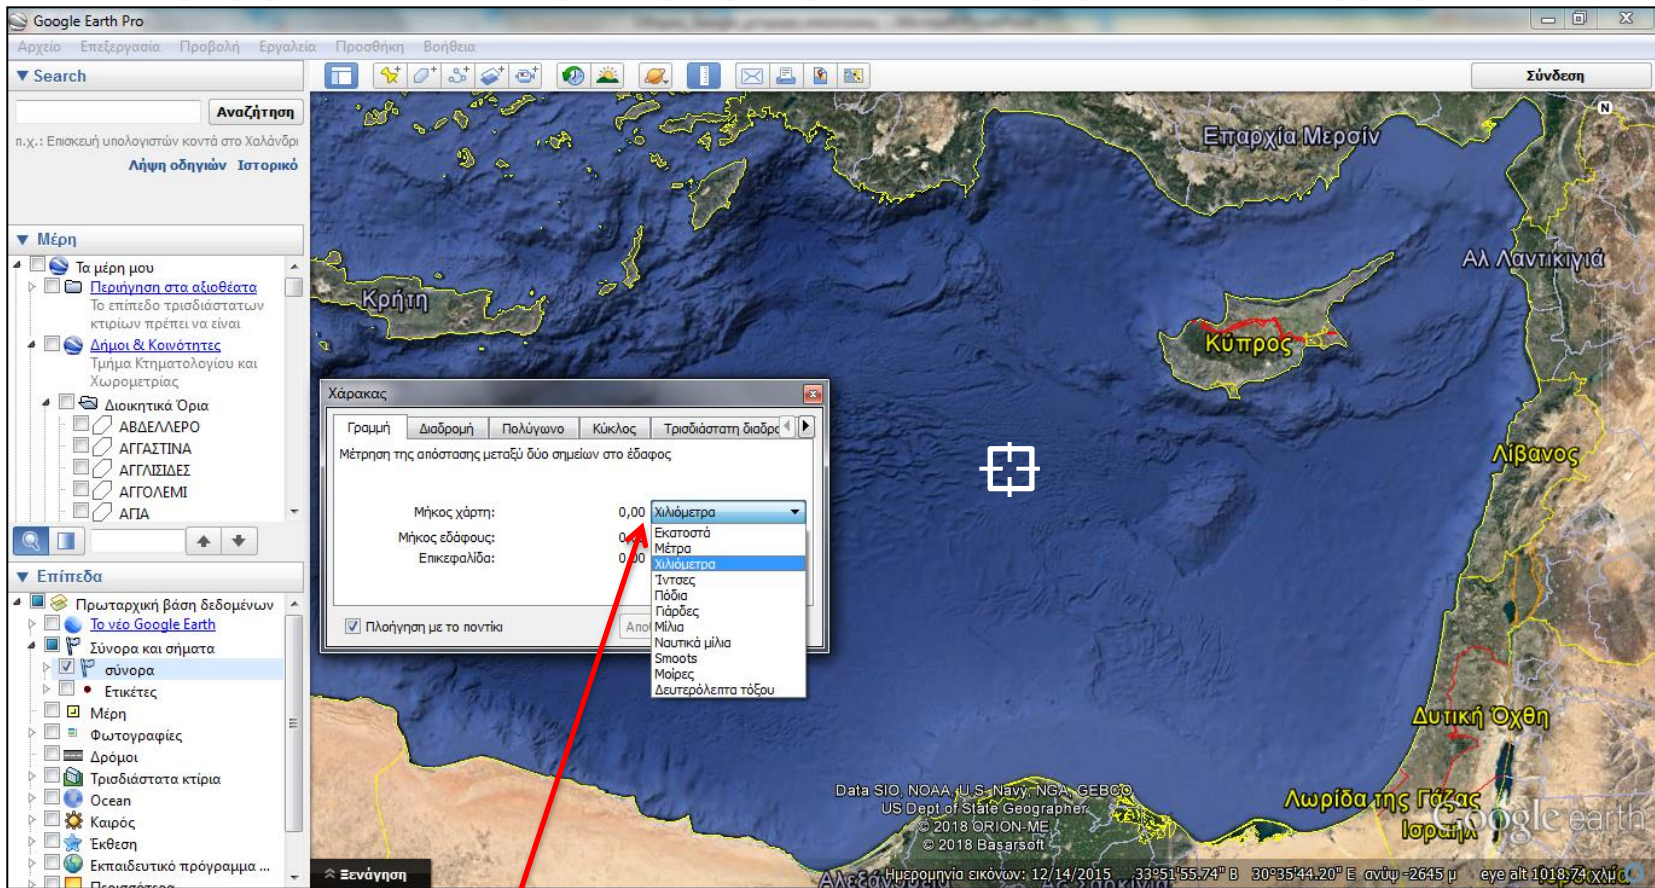 Google Earth Pro
Αρχείο Επεξεργασία Προβολή Εργαλεία Προσθήκη Βοήθεια
Search
Σύνδεση
Αναζήτηση
π.χ.: Επισκευή υπολογιστών κοντά στο Χαλάνδρι
Λήψη οδηγιών Ιστορικό
Μέρη
Τα μέρη μου
Περιήγηση στα αξιοθέατα
Το επίπεδο τρισδιάστατων
κτιρίων πρέπει να είναι
Δήμοι & Κοινότητες
Τμήμα Κτηματολογίου και
Χωρομετρίας
Διοικητικά Όρια
ΑΒΔΕΛΛΕΡΟ
ΑΓΓΑΣΤΙΝΑ
ΑΓΓΛΙΣΙΔΕΣ
ΑΓΓΟΛΕΜΙ
ΑΓΙΑ
Επίπεδα
Πρωταρχική βάση δεδομένων
Το νέο Google Earth
Σύνορα και σήματα
σύνορα
Ετικέτες
Μέρη
Φωτογραφίες
Δρόμοι
Τρισδιάστατα κτίρια
Ocean
Καιρός
Έκθεση
Εκπαιδευτικό πρόγραμμα ...
Περισσότερα
Χάρακας
Γραμμή Διαδρομή Πολύγωνο Κύκλος Τρισδιάστατη διαδρο
Μέτρηση της απόστασης μεταξύ δύο σημείων στο έδαφος
Μήκος χάρτη: 0,00 Χιλιόμετρα
Μήκος εδάφους:
Επικεφαλίδα: 0,00
Εκατοστά
Μέτρα
Χιλιόμετρα
Ίντσες
Πόδια
Γιάρδες
Μίλια
Ναυτικά μίλια
Smoots
Μοίρες
Δευτερόλεπτα τόξου
Πλοήγηση με το ποντίκι
N
Επαρχία Μερσίν
Αλ Λαντικιγιά
Κρήτη
Κύπρος
Λίβανος
Δυτική Όχθη
Λωρίδα της Γάζας
Ισραήλ
Google earth
Data SIO, NOAA, U.S. Navy, NGA, GEBCO
US Dept of State Geographer
© 2018 ORION-ME
© 2018 Basarsoft
Ξενάγηση
Ημερομηνία εικόνων: 12/14/2015 33°51'55.74" Β 30°35'44.20" Ε ανύψ -2645 μ eye alt 1018.74 χλμ